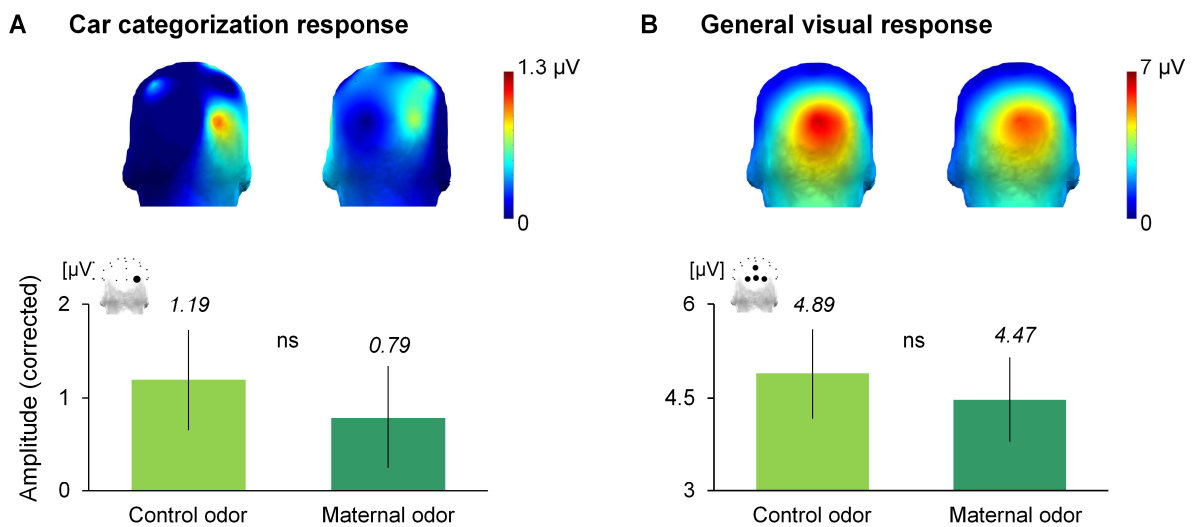 A Car categorization response
1.3 µV
0
[µV]
Amplitude (corrected)
2
1
0
1.19
ns
0.79
Control odor
Maternal odor
B General visual response
7 µV
0
[µV]
6
4.5
3
4.89
ns
4.47
Control odor
Maternal odor